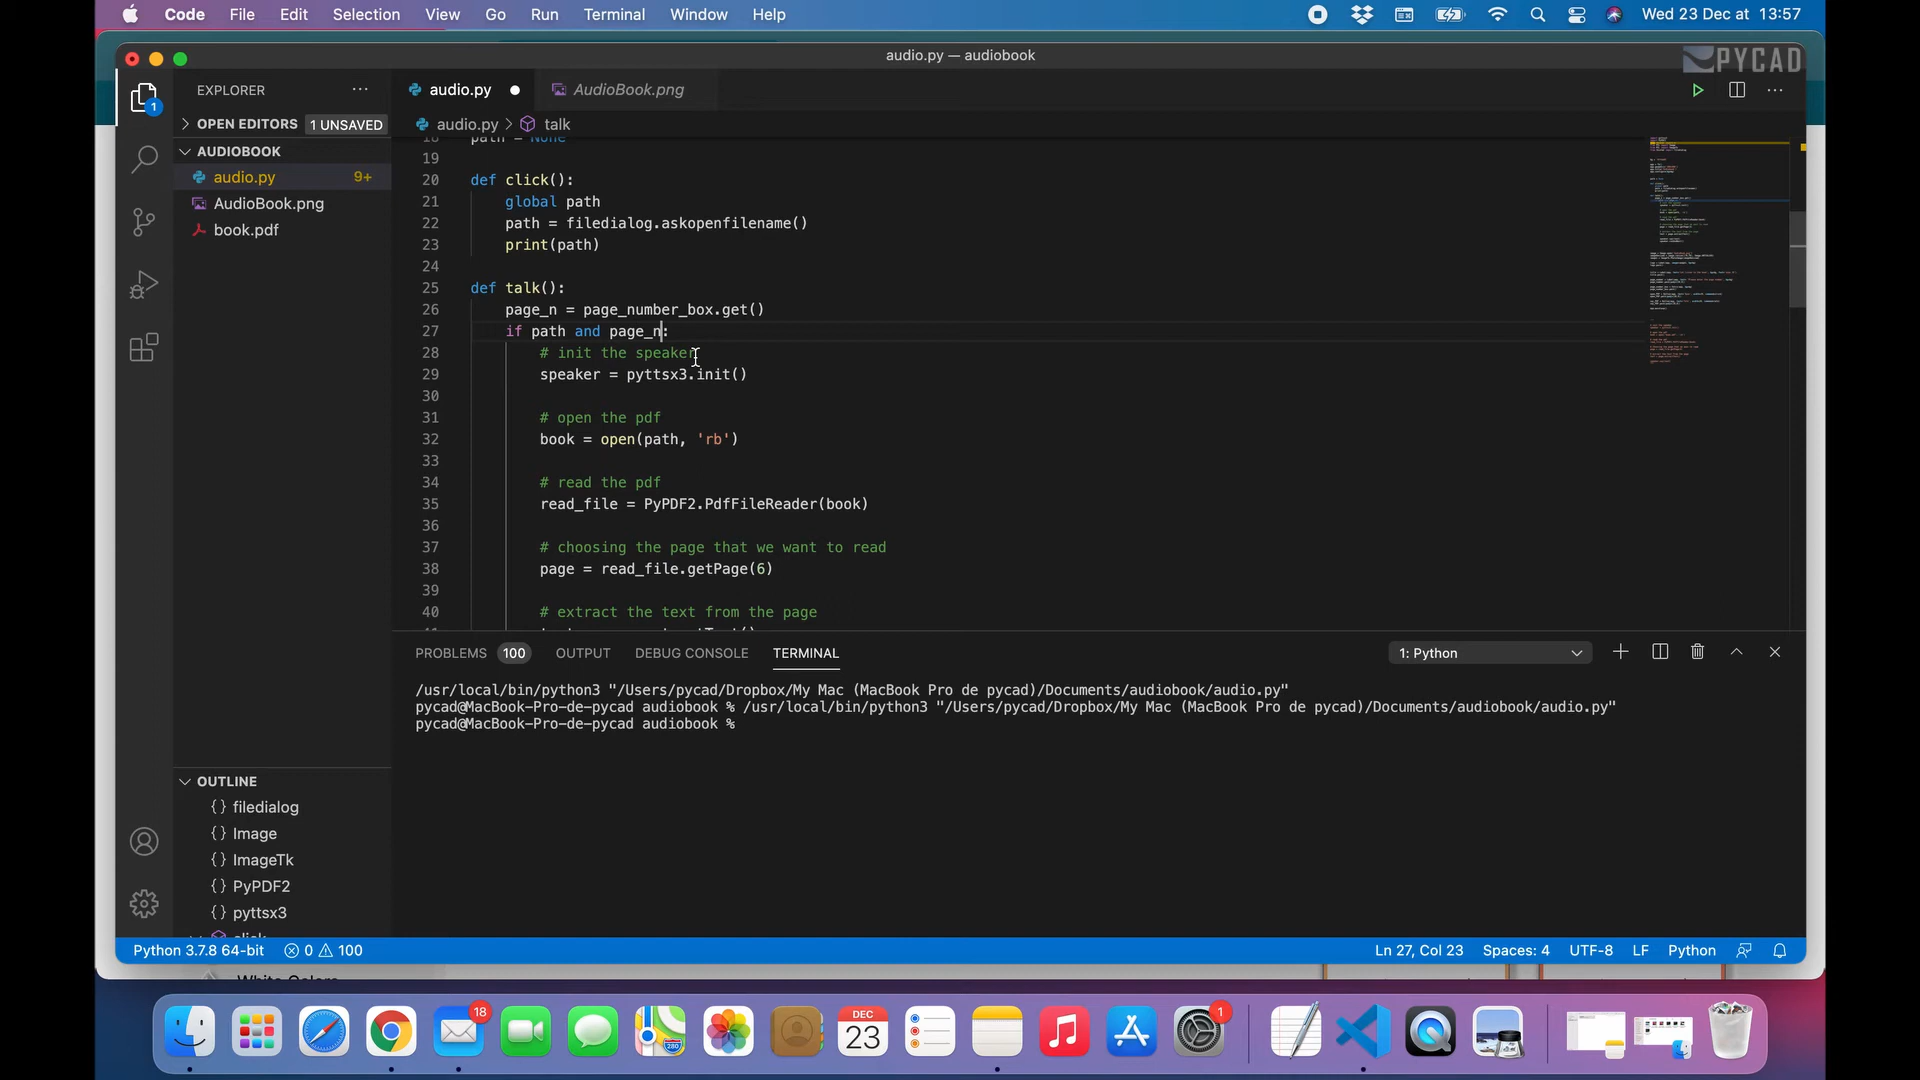 Code File Edit Selection View Go Run Terminal Window Help Wed 23 Dec at 13:57
audio.py — audiobook
PYCAD
EXPLORER
audio.py AudioBook.png
OPEN EDITORS 1 UNSAVED
audio.py > talk
AUDIOBOOK
audio.py 9+
AudioBook.png
book.pdf
1
18 path = None
19
20 def click():
21 global path
22 path = filedialog.askopenfilename()
23 print(path)
24
25 def talk():
26 page_n = page_number_box.get()
27 if path and page_n:
28 # init the speaker
29 speaker = pyttsx3.init()
30
31 # open the pdf
32 book = open(path, 'rb')
33
34 # read the pdf
35 read_file = PyPDF2.PdfFileReader(book)
36
37 # choosing the page that we want to read
38 page = read_file.getPage(6)
39
40 # extract the text from the page
PROBLEMS 100 OUTPUT DEBUG CONSOLE TERMINAL 1: Python
/usr/local/bin/python3 "/Users/pycad/Dropbox/My Mac (MacBook Pro de pycad)/Documents/audiobook/audio.py"
pycad@MacBook-Pro-de-pycad audiobook % /usr/local/bin/python3 "/Users/pycad/Dropbox/My Mac (MacBook Pro de pycad)/Documents/audiobook/audio.py"
pycad@MacBook-Pro-de-pycad audiobook %
OUTLINE
{} filedialog
{} Image
{} ImageTk
{} PyPDF2
{} pyttsx3
click
Python 3.7.8 64-bit 0 100 Ln 27, Col 23 Spaces: 4 UTF-8 LF Python
White Colors
18
DEC
23
280
1